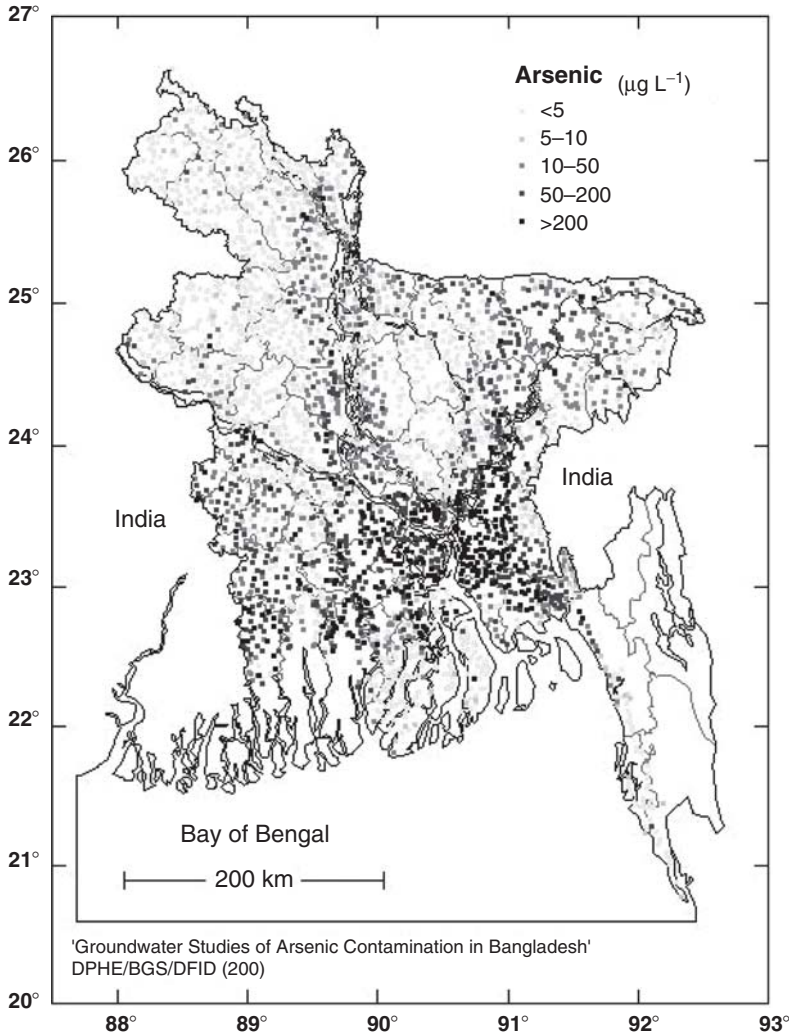 27°
Arsenic (μg L⁻¹)
<5
5–10
10–50
50–200
>200
26°
25°
24°
India
India
23°
22°
Bay of Bengal
21°
200 km
'Groundwater Studies of Arsenic Contamination in Bangladesh'
DPHE/BGS/DFID (200)
20°
88° 89° 90° 91° 92° 93°